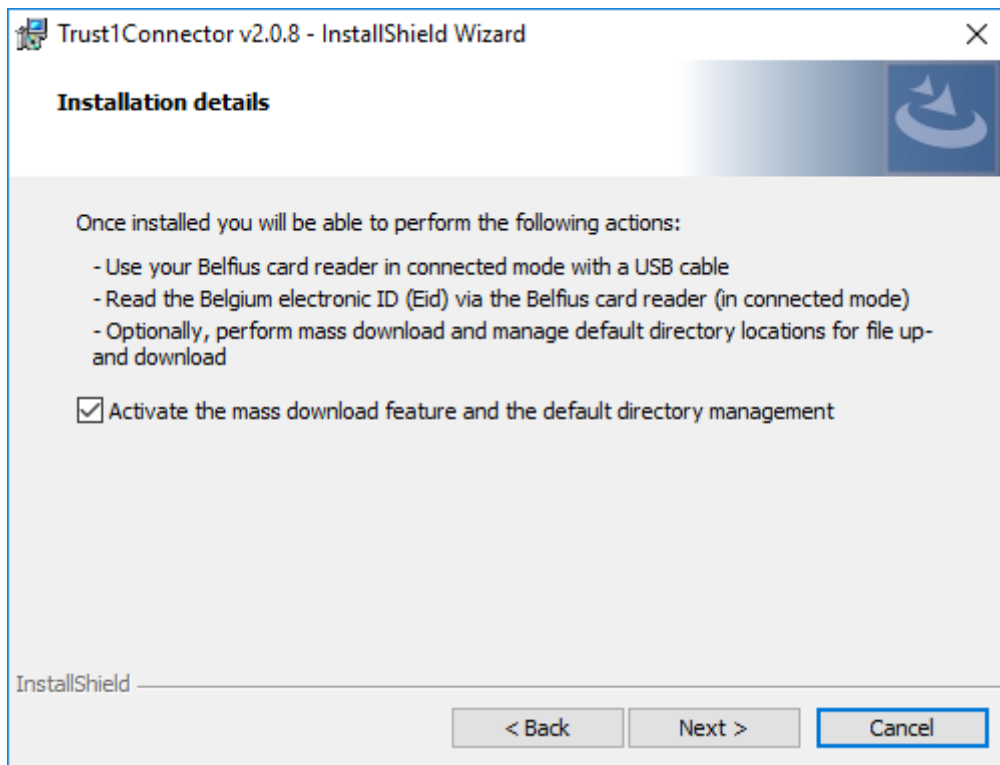 Trust1Connector v2.0.8 - InstallShield Wizard
Installation details
Once installed you will be able to perform the following actions:
- Use your Belfius card reader in connected mode with a USB cable
- Read the Belgium electronic ID (Eid) via the Belfius card reader (in connected mode)
- Optionally, perform mass download and manage default directory locations for file up-
and download
Activate the mass download feature and the default directory management
InstallShield
< Back
Next >
Cancel